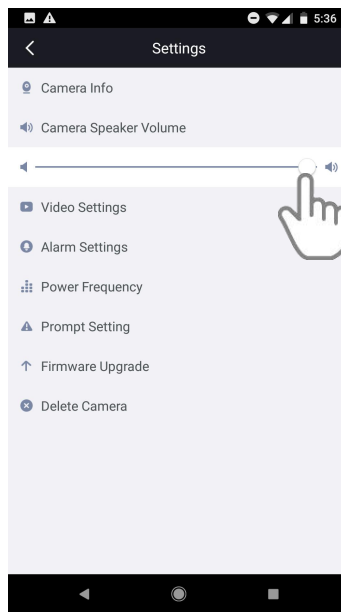 5:36
Settings
Camera Info
Camera Speaker Volume
Video Settings
Alarm Settings
Power Frequency
Prompt Setting
Firmware Upgrade
Delete Camera